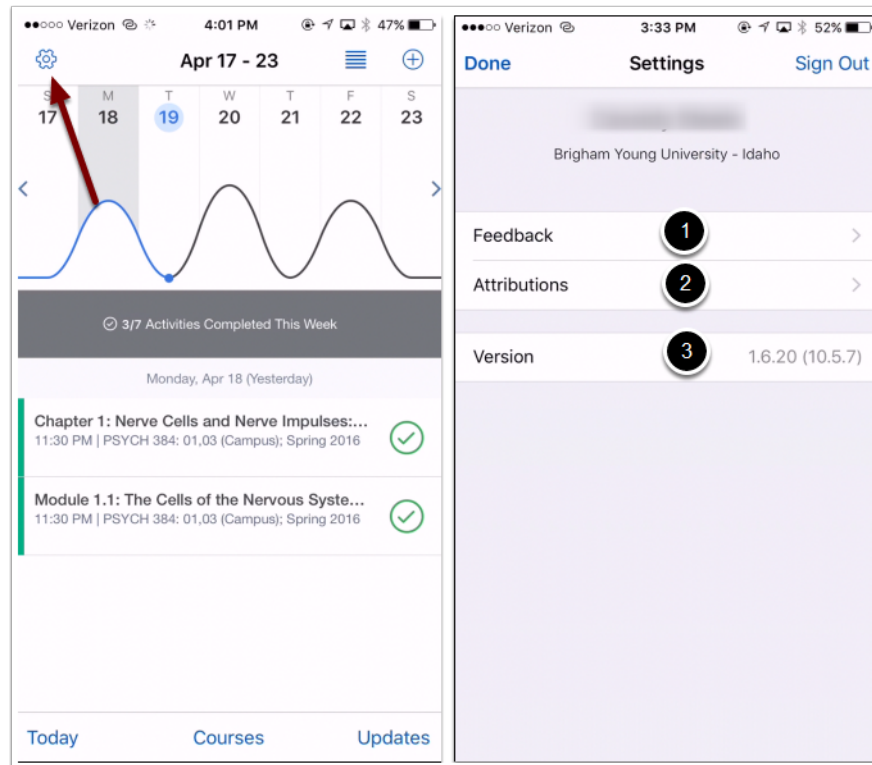 Verizon 4:01 PM 47%
Apr 17 - 23
S M T W T F S
17 18 19 20 21 22 23
3/7 Activities Completed This Week
Monday, Apr 18 (Yesterday)
Chapter 1: Nerve Cells and Nerve Impulses:...
11:30 PM | PSYCH 384: 01,03 (Campus); Spring 2016
Module 1.1: The Cells of the Nervous Syste...
11:30 PM | PSYCH 384: 01,03 (Campus); Spring 2016
Today Courses Updates
Verizon 3:33 PM 52%
Done Settings Sign Out
Brigham Young University - Idaho
Feedback 1
Attributions 2
Version 3 1.6.20 (10.5.7)